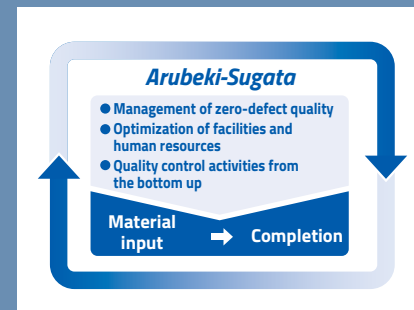 Arubeki-Sugata
● Management of zero-defect quality
● Optimization of facilities and
human resources
● Quality control activities from
the bottom up
Material
input
Completion